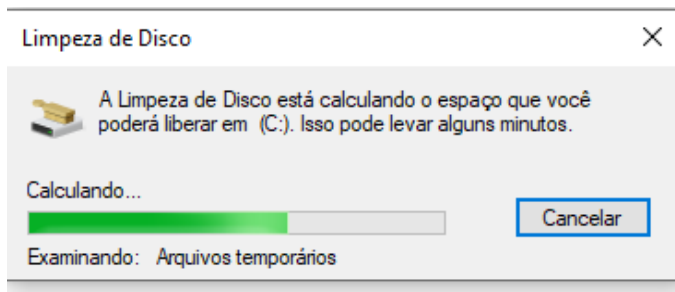 Limpeza de Disco
A Limpeza de Disco está calculando o espaço que você
poderá liberar em  (C:). Isso pode levar alguns minutos.
Calculando...
Cancelar
Examinando:   Arquivos temporários